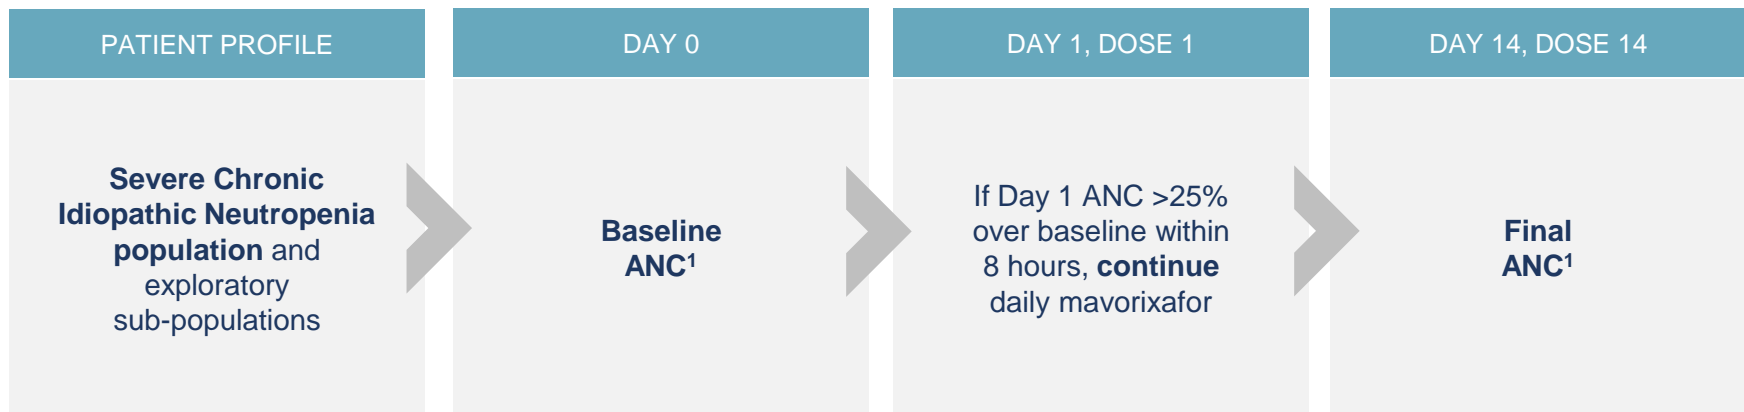 PATIENT PROFILE
Severe Chronic
Idiopathic Neutropenia
population and
exploratory
sub-populations
DAY 0
Baseline
ANC¹
DAY 1, DOSE 1
If Day 1 ANC >25%
over baseline within
8 hours, continue
daily mavorixafor
DAY 14, DOSE 14
Final
ANC¹